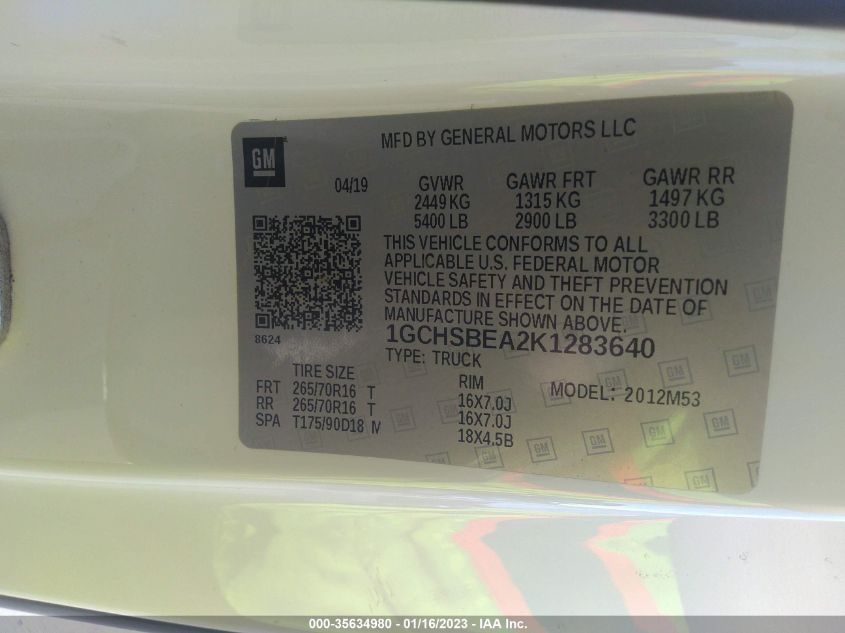 GM
MFD BY GENERAL MOTORS LLC
04/19 GVWR GAWR FRT GAWR RR
2449 KG 1315 KG 1497 KG
5400 LB 2900 LB 3300 LB
THIS VEHICLE CONFORMS TO ALL
APPLICABLE U.S. FEDERAL MOTOR
VEHICLE SAFETY AND THEFT PREVENTION
STANDARDS IN EFFECT ON THE DATE OF
MANUFACTURE SHOWN ABOVE.
8624
1GCHSBEA2K1283640
TYPE: TRUCK
TIRE SIZE RIM MODEL: 2012M53
FRT 265/70R16 T 16X7.0J
RR 265/70R16 T 16X7.0J
SPA T175/90D18 M 18X4.5B
000-35634980 - 01/16/2023 - IAA Inc.